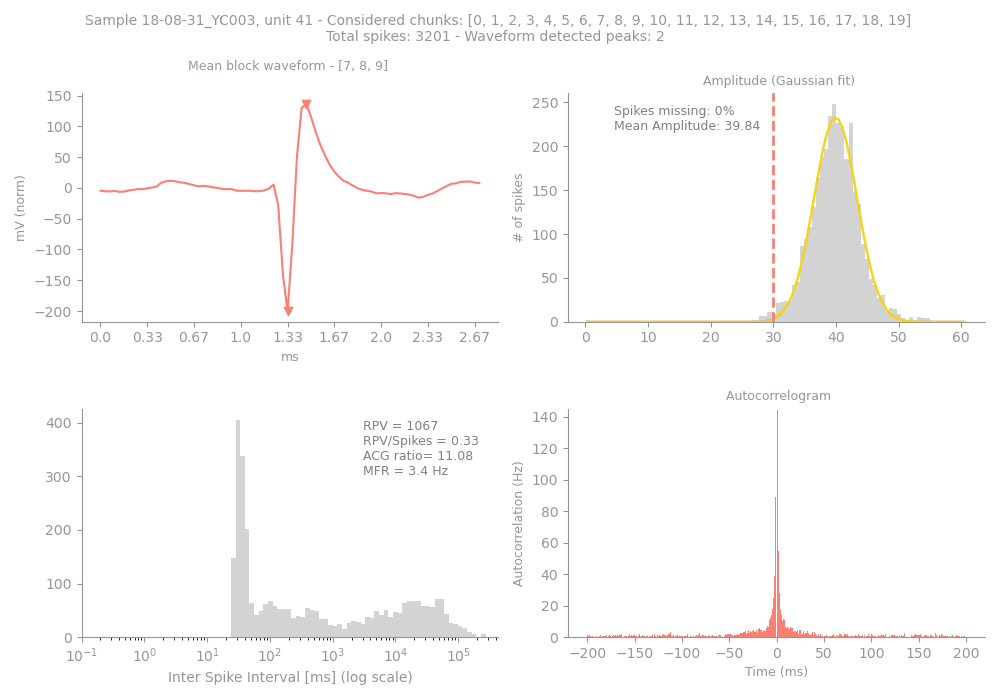 Sample 18-08-31_YC003, unit 41 - Considered chunks: [0, 1, 2, 3, 4, 5, 6, 7, 8, 9, 10, 11, 12, 13, 14, 15, 16, 17, 18, 19]
Total spikes: 3201 - Waveform detected peaks: 2
Mean block waveform - [7, 8, 9]
mV (norm)
150
100
50
0
−50
−100
−150
−200
0.0 0.33 0.67 1.0 1.33 1.67 2.0 2.33 2.67
ms
Amplitude (Gaussian fit)
Spikes missing: 0%
Mean Amplitude: 39.84
# of spikes
250
200
150
100
50
0
0 10 20 30 40 50 60
400
300
200
100
0
RPV = 1067
RPV/Spikes = 0.33
ACG ratio= 11.08
MFR = 3.4 Hz
10⁻¹ 10⁰ 10¹ 10² 10³ 10⁴ 10⁵
Inter Spike Interval [ms] (log scale)
Autocorrelogram
Autocorrelation (Hz)
140
120
100
80
60
40
20
0
−200 −150 −100 −50 0 50 100 150 200
Time (ms)